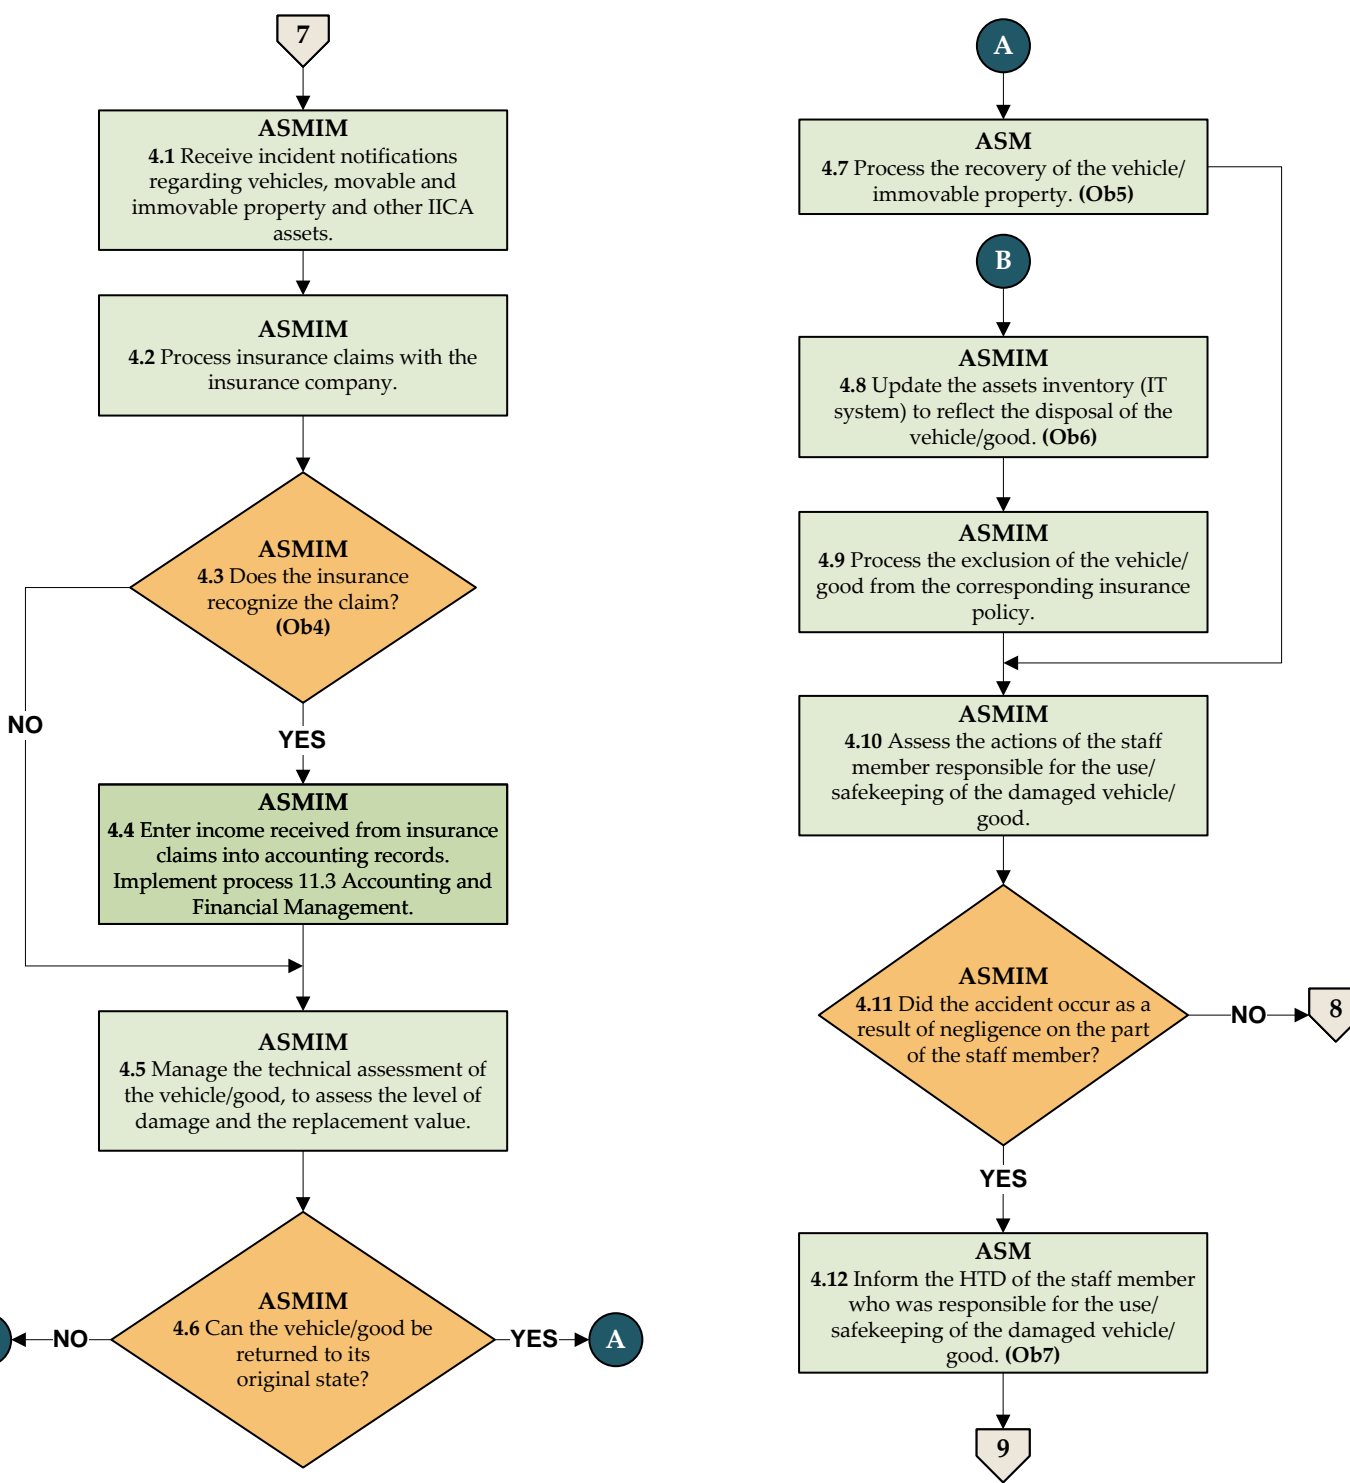 7
ASMIM
4.1 Receive incident notifications
regarding vehicles, movable and
immovable property and other IICA
assets.
ASMIM
4.2 Process insurance claims with the
insurance company.
ASMIM
4.3 Does the insurance
recognize the claim?
(Ob4)
NO
YES
ASMIM
4.4 Enter income received from insurance
claims into accounting records.
Implement process 11.3 Accounting and
Financial Management.
ASMIM
4.5 Manage the technical assessment of
the vehicle/good, to assess the level of
damage and the replacement value.
ASMIM
4.6 Can the vehicle/good be
returned to its
original state?
NO
YES
A
A
ASM
4.7 Process the recovery of the vehicle/
immovable property. (Ob5)
B
ASMIM
4.8 Update the assets inventory (IT
system) to reflect the disposal of the
vehicle/good. (Ob6)
ASMIM
4.9 Process the exclusion of the vehicle/
good from the corresponding insurance
policy.
ASMIM
4.10 Assess the actions of the staff
member responsible for the use/
safekeeping of the damaged vehicle/
good.
ASMIM
4.11 Did the accident occur as a
result of negligence on the part
of the staff member?
NO
8
YES
ASM
4.12 Inform the HTD of the staff member
who was responsible for the use/
safekeeping of the damaged vehicle/
good. (Ob7)
9